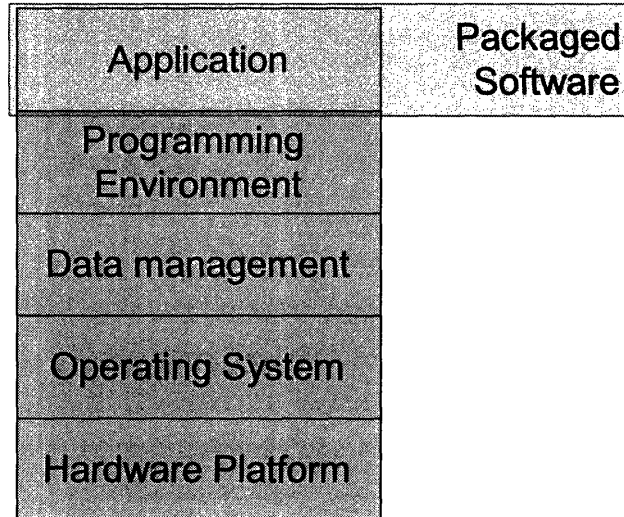 Application
Packaged
Software
Programming
Environment
Data management
Operating System
Hardware Platform